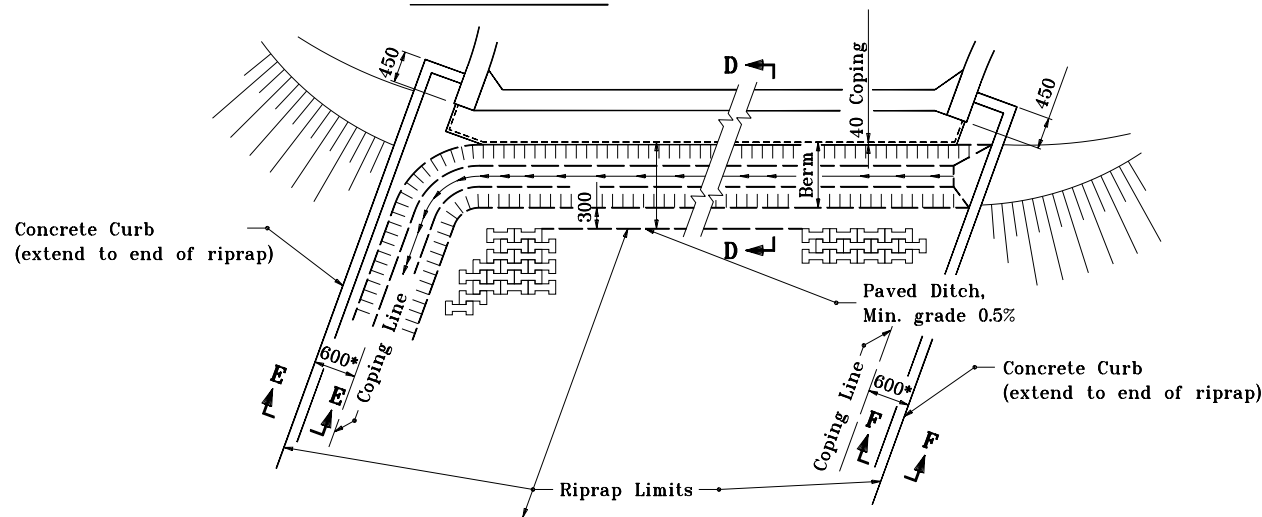 450
D
40 Coping
450
Berm
300
Concrete Curb
(extend to end of riprap)
D
Paved Ditch,
Min. grade 0.5%
600*
Coping Line
E
E
Coping Line
600*
Concrete Curb
(extend to end of riprap)
F
F
Riprap Limits